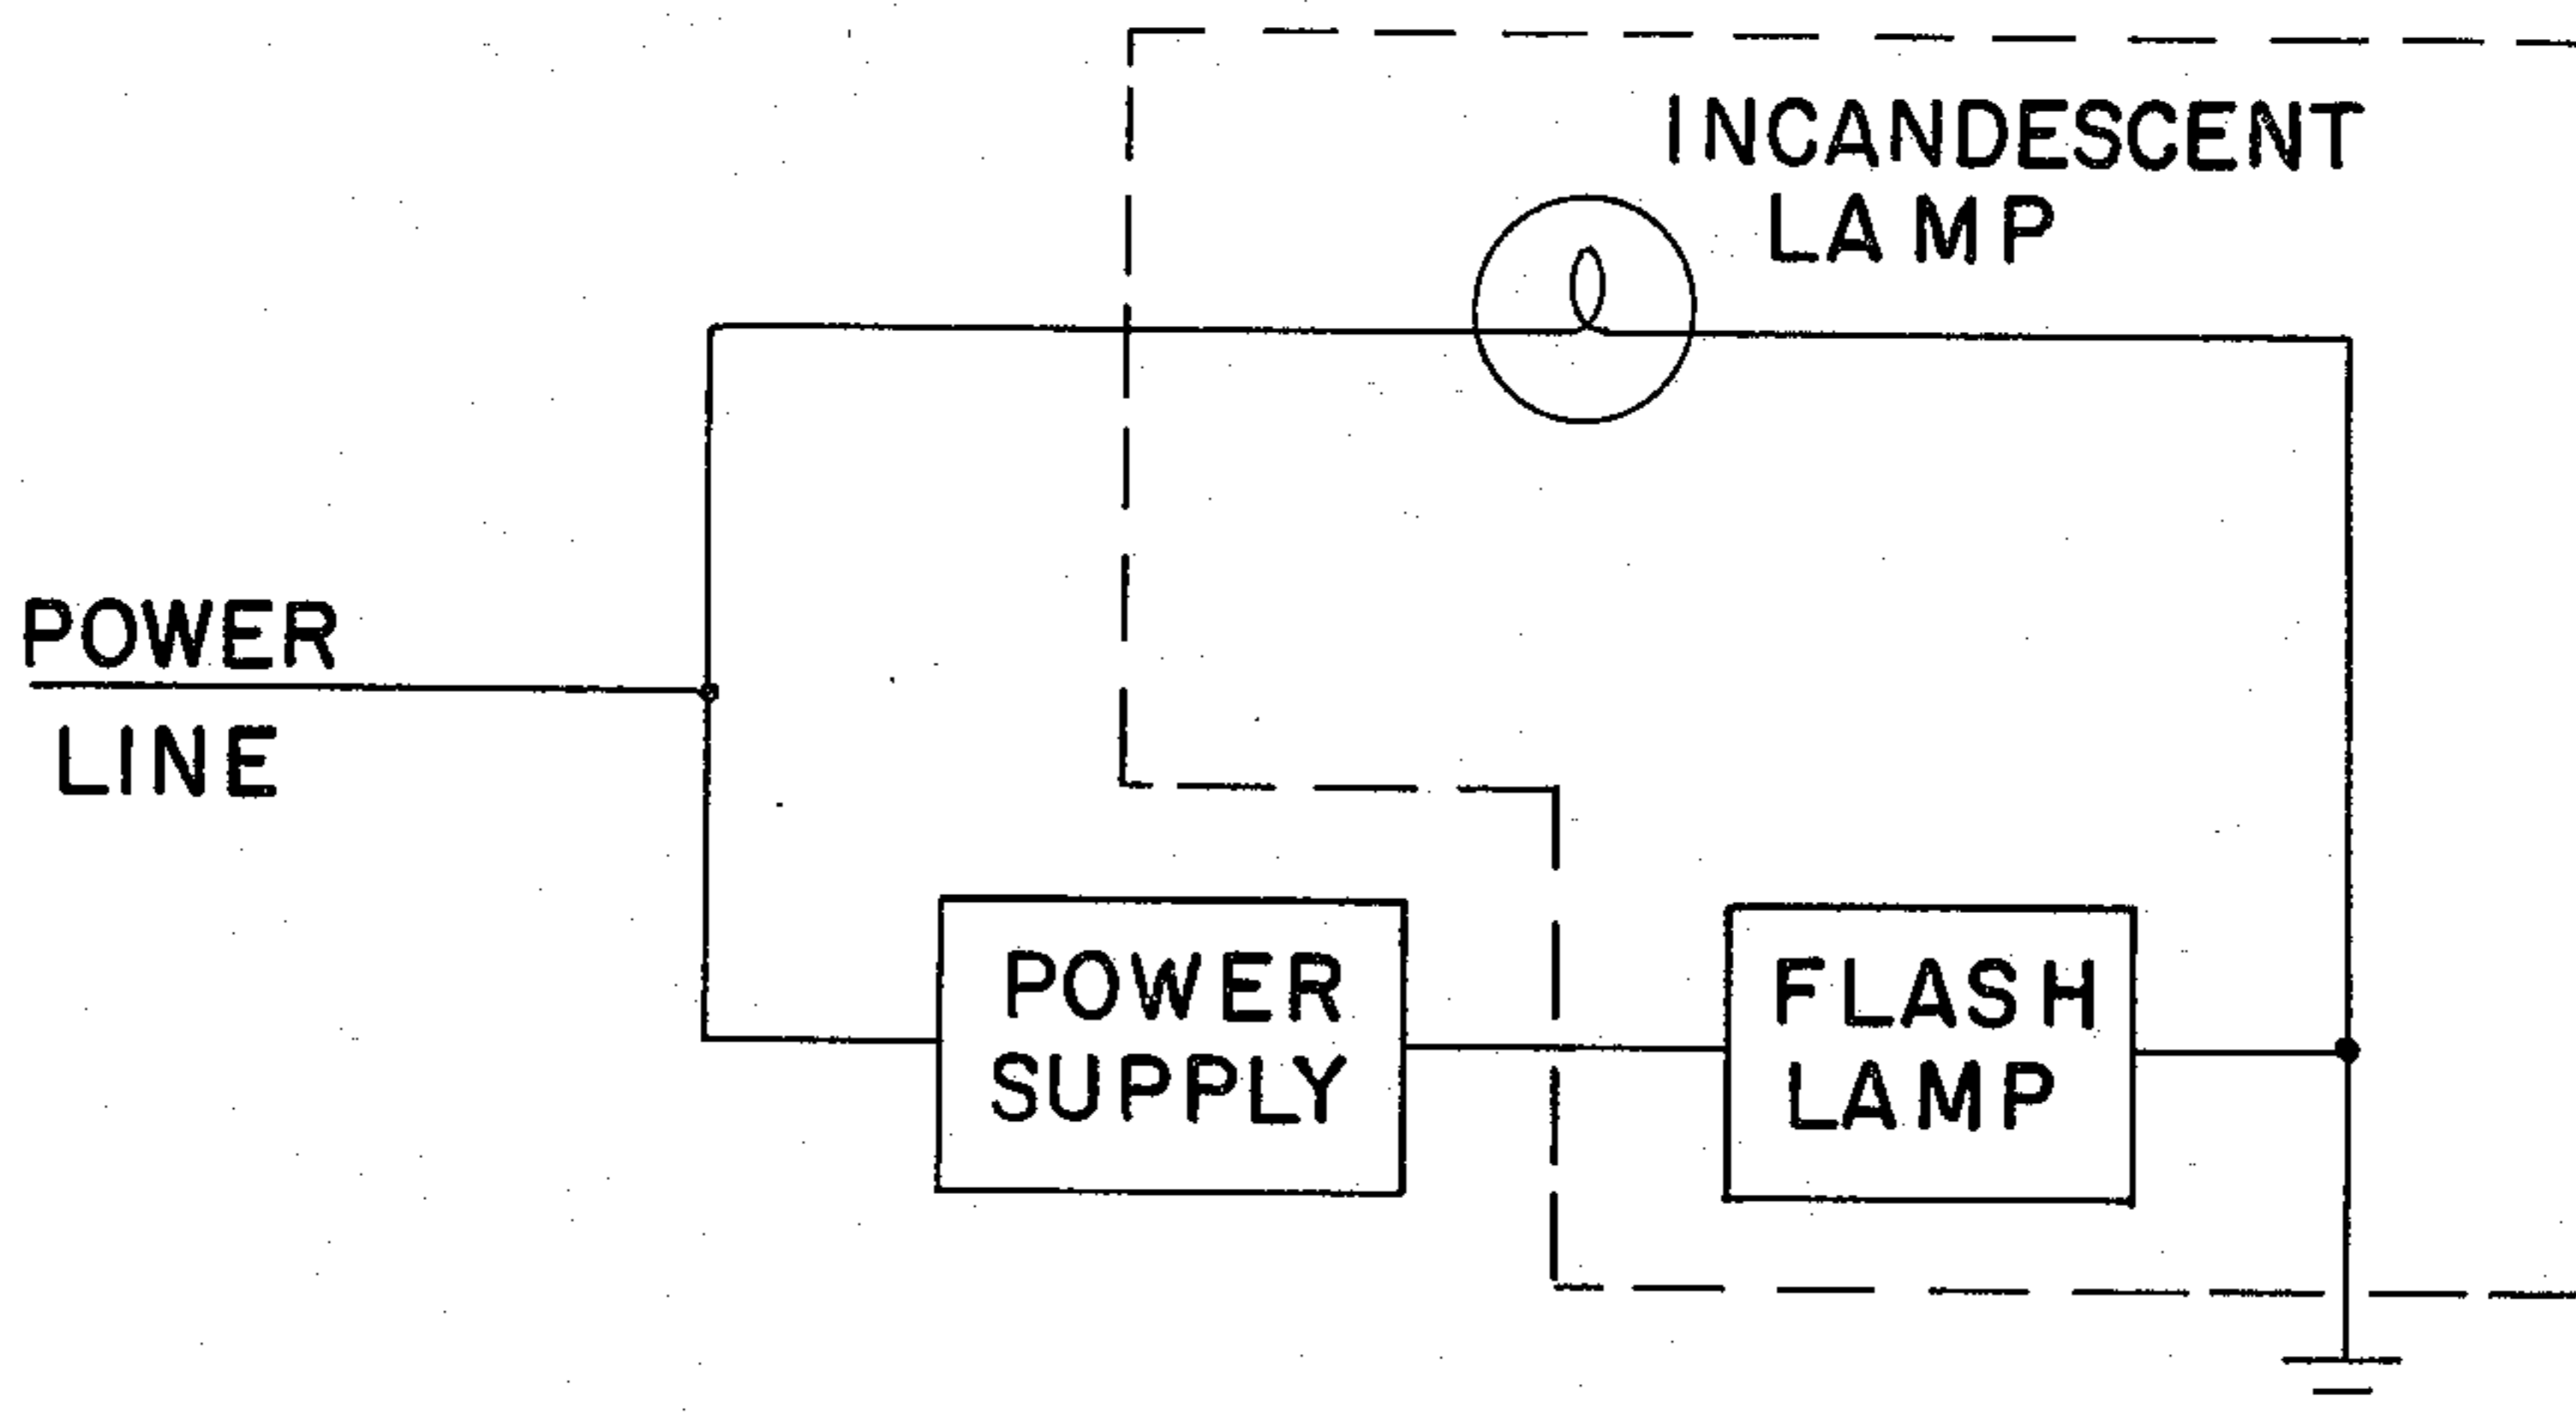 INCANDESCENT
LAMP
POWER
LINE
POWER
SUPPLY
FLASH
LAMP